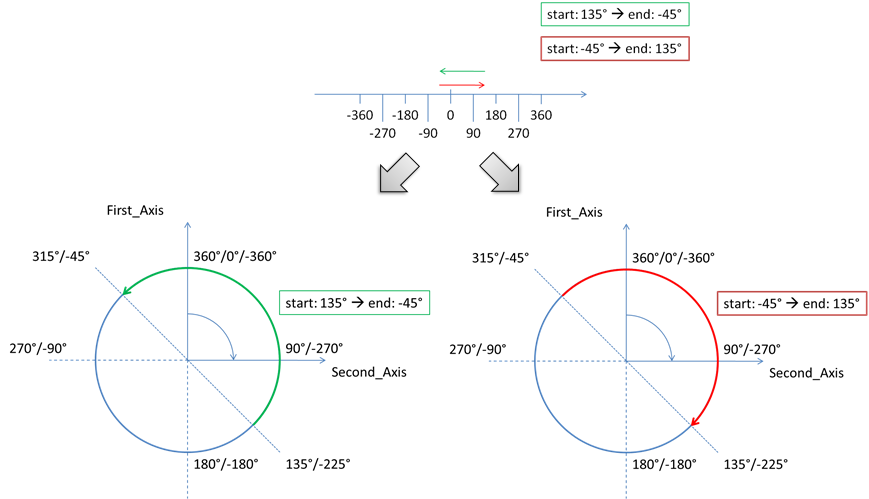 start: 135° → end: -45°
start: -45° → end: 135°
-360 -180 0 180 360
-270 -90 90 270
First_Axis
315°/-45°
360°/0°/-360°
start: 135° → end: -45°
270°/-90°
90°/-270°
Second_Axis
180°/-180°
135°/-225°
First_Axis
315°/-45°
360°/0°/-360°
start: -45° → end: 135°
270°/-90°
90°/-270°
Second_Axis
180°/-180°
135°/-225°